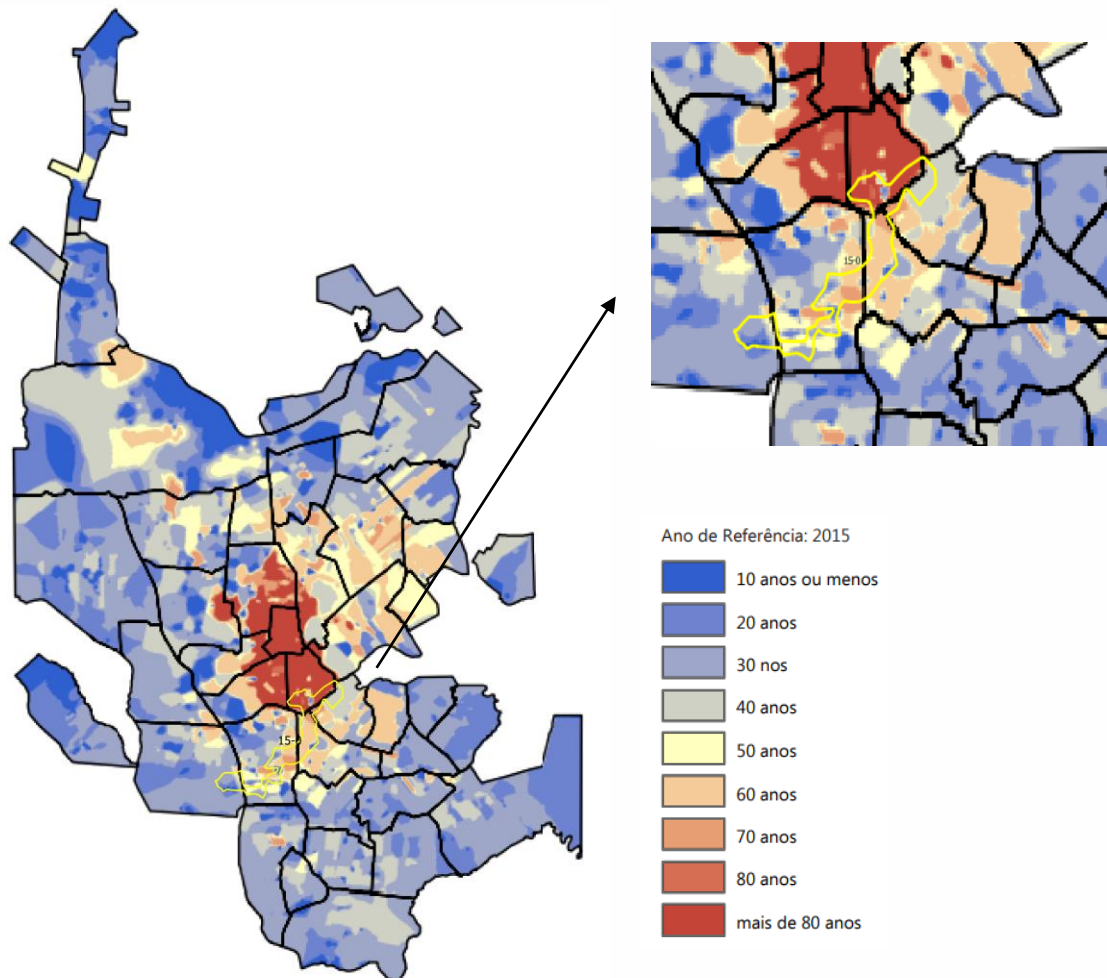 15-0
Ano de Referência: 2015
10 anos ou menos
20 anos
30 nos
40 anos
50 anos
60 anos
70 anos
80 anos
mais de 80 anos
15-